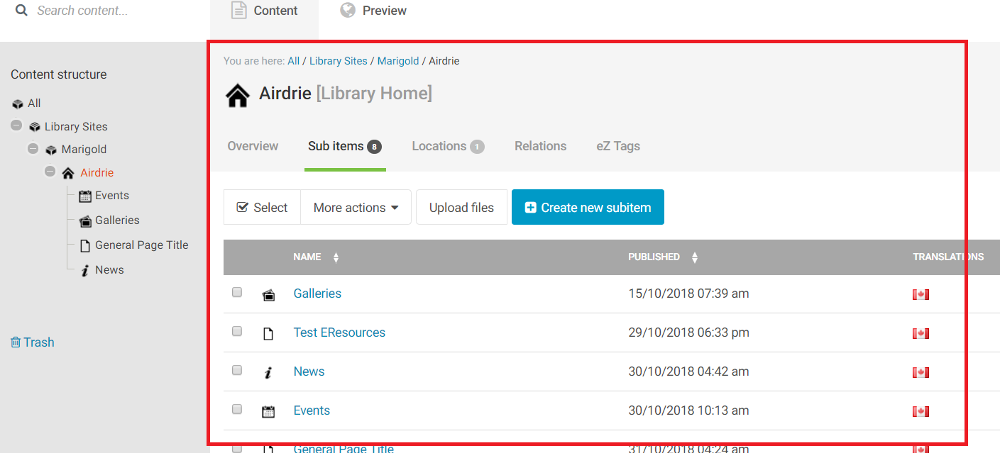 Search content...
Content
Preview
Content structure
All
Library Sites
Marigold
Airdrie
Events
Galleries
General Page Title
News
Trash
You are here: All / Library Sites / Marigold / Airdrie
Airdrie [Library Home]
Overview Sub items 8 Locations 1 Relations eZ Tags
Select More actions Upload files Create new subitem
NAME PUBLISHED TRANSLATIONS
Galleries 15/10/2018 07:39 am
Test EResources 29/10/2018 06:33 pm
News 30/10/2018 04:42 am
Events 30/10/2018 10:13 am
General Page Title 31/10/2018 04:24 am